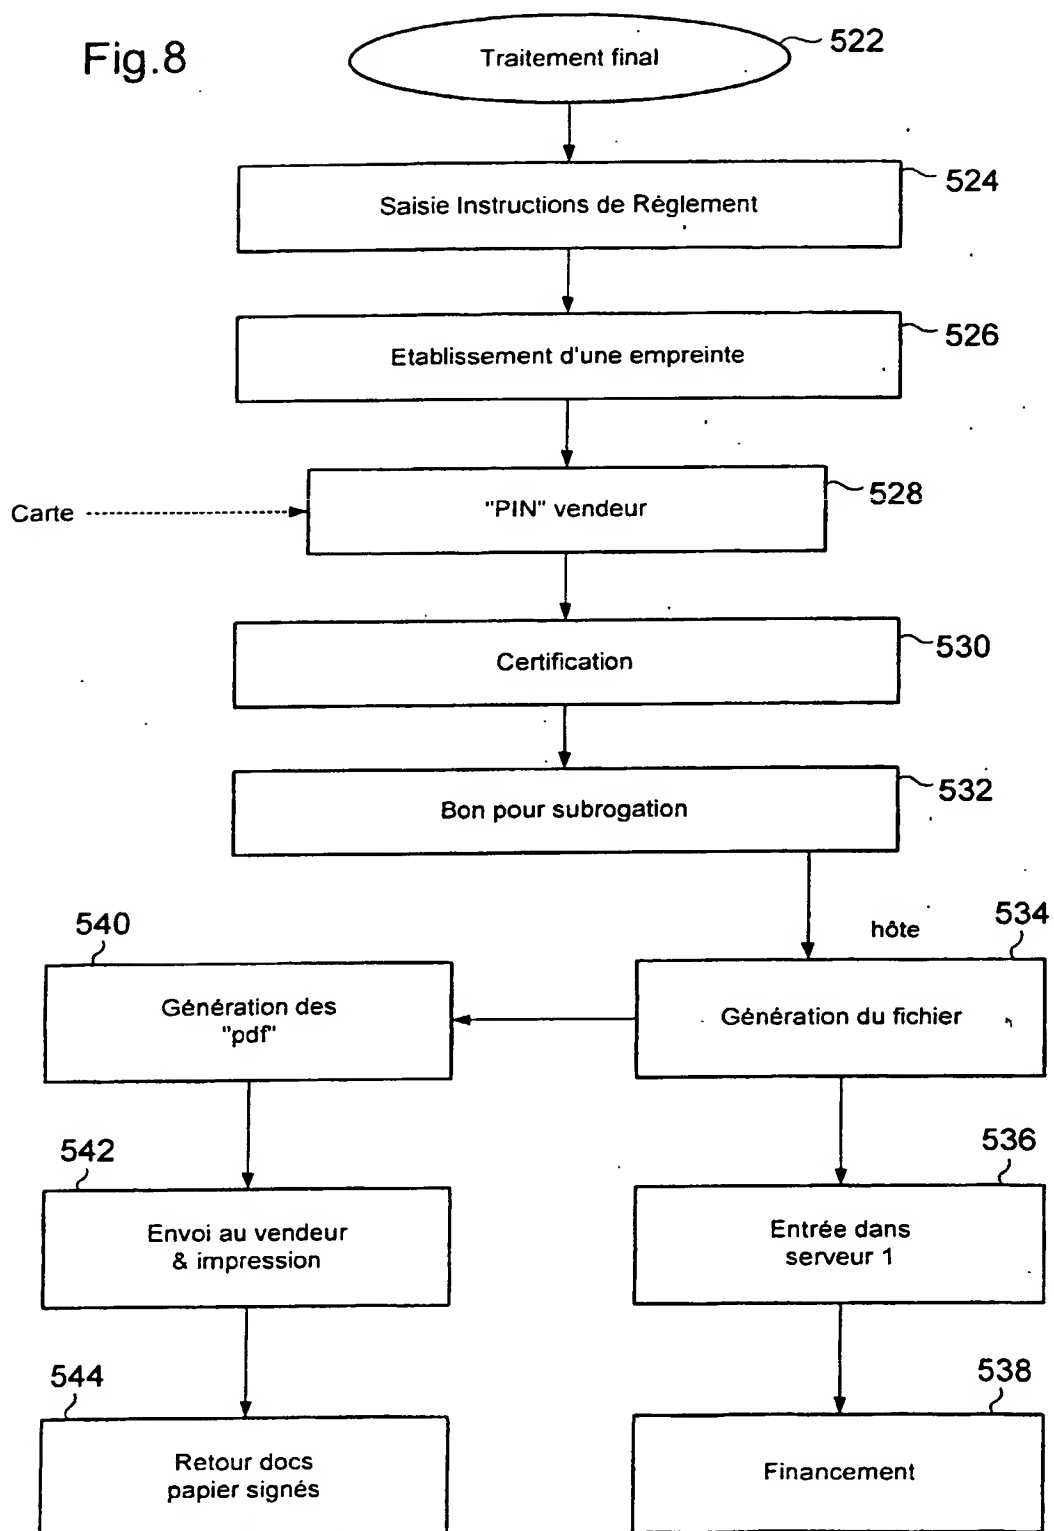 Fig.8
Traitement final
522
Saisie Instructions de Réglement
524
Etablissement d'une empreinte
526
Carte
"PIN" vendeur
528
Certification
530
Bon pour subrogation
532
540
hôte
534
Génération des
"pdf"
Génération du fichier
542
536
Envoi au vendeur
& impression
Entrée dans
serveur 1
544
538
Retour docs
papier signés
Financement